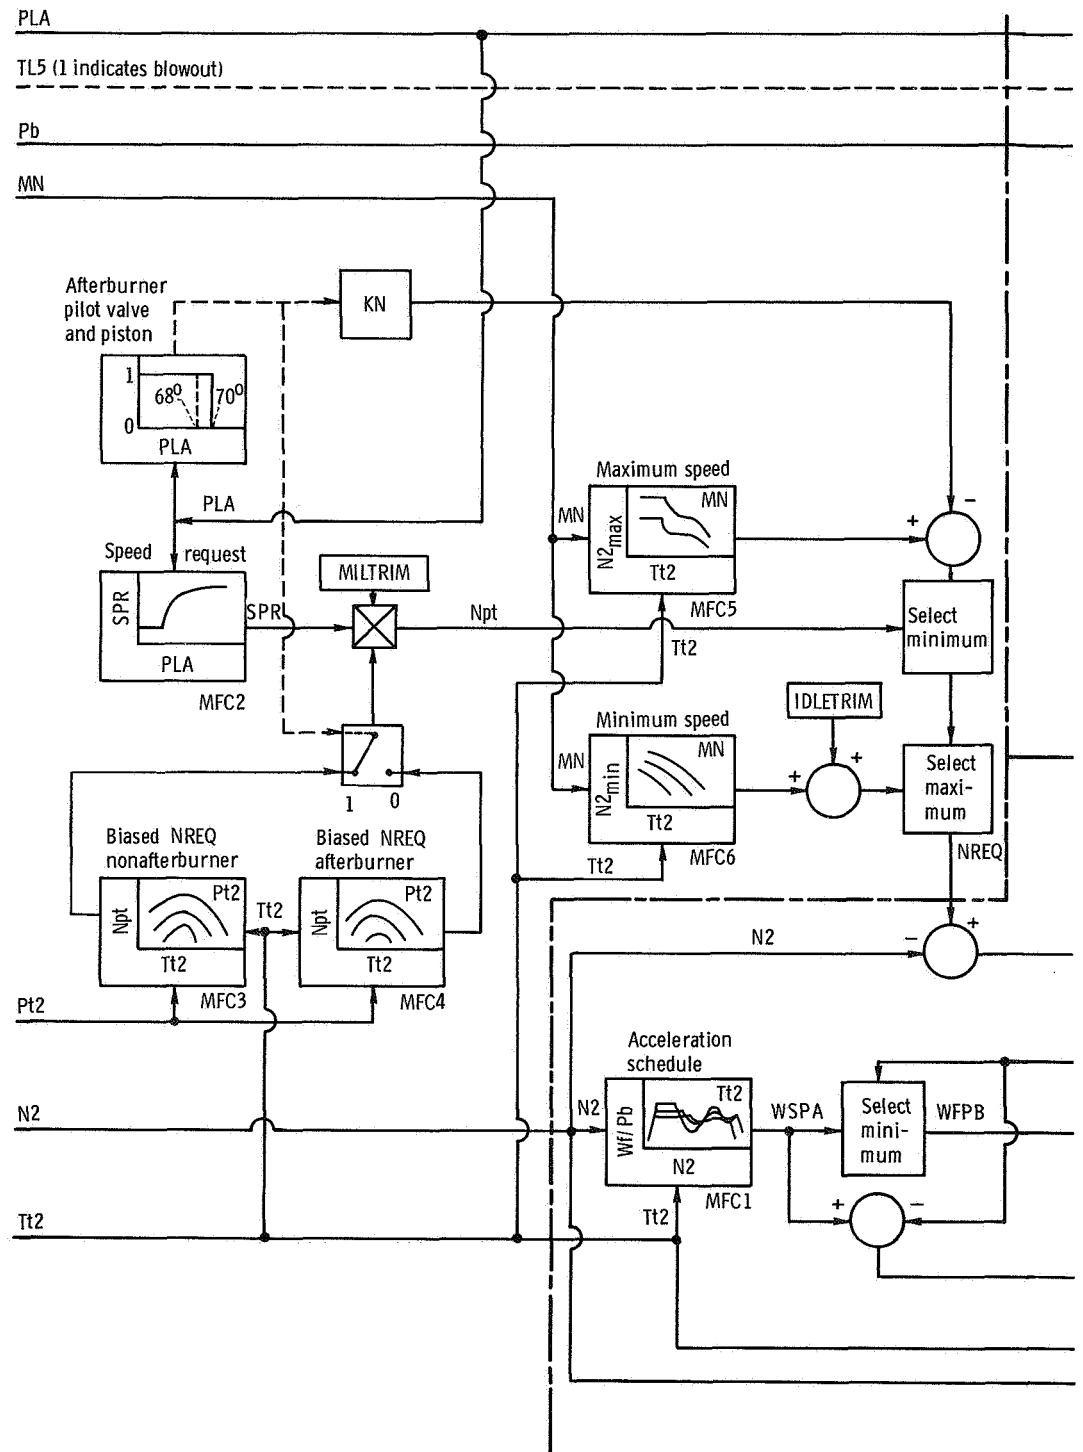 PLA
TL5 (1 indicates blowout)
Pb
MN
Afterburner
pilot valve
and piston
KN
1
68°
70°
0
PLA
PLA
Speed request
SPR
PLA
MFC2
SPR
MILTRIM
Npt
Maximum speed
MN
N2max
MN
Tt2
MFC5
Tt2
+
-
Select
minimum
IDLETRIM
Minimum speed
MN
N2min
MN
Tt2
MFC6
Tt2
+
+
Select
maxi-
mum
NREQ
1 0
Biased NREQ
nonafterburner
Npt
Pt2
Tt2
MFC3
Tt2
Biased NREQ
afterburner
Npt
Pt2
Tt2
MFC4
Pt2
N2
-
+
Acceleration
schedule
N2
N2
Wf/Pb
Tt2
N2
MFC1
WSPA
Select
mini-
mum
WFPB
+
-
Tt2
Tt2